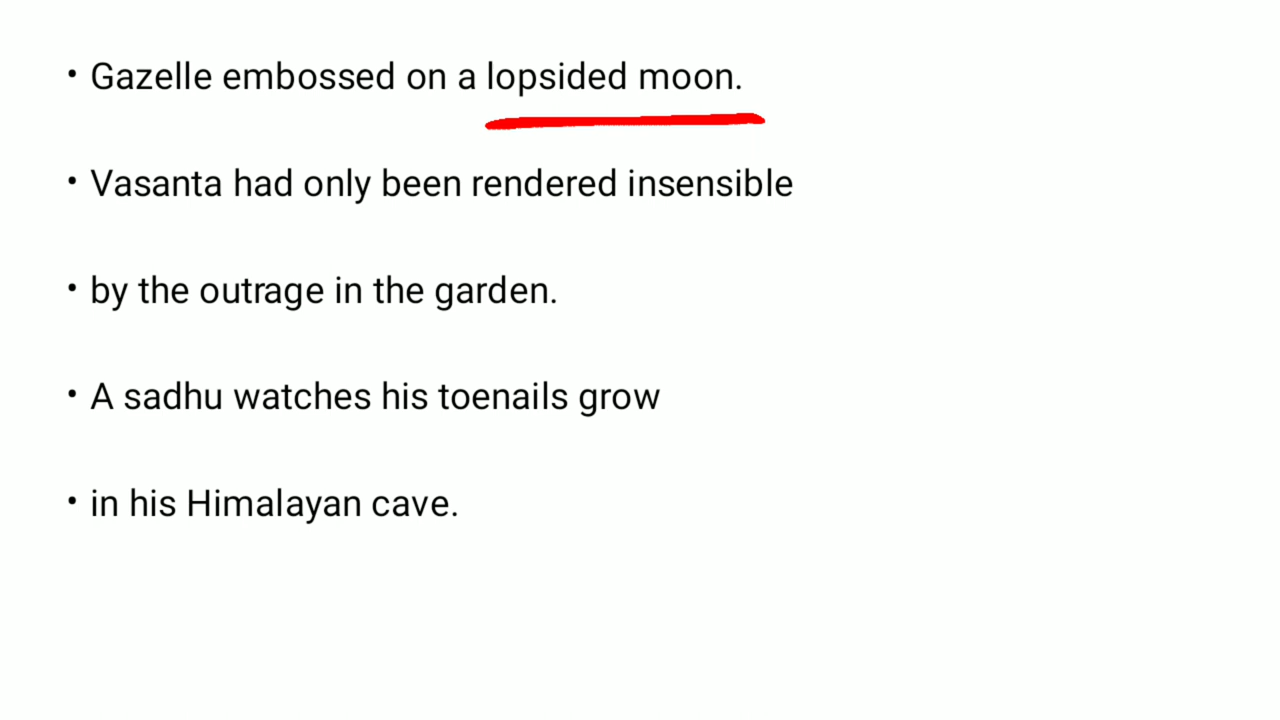 • Gazelle embossed on a lopsided moon.
• Vasanta had only been rendered insensible
• by the outrage in the garden.
• A sadhu watches his toenails grow
• in his Himalayan cave.